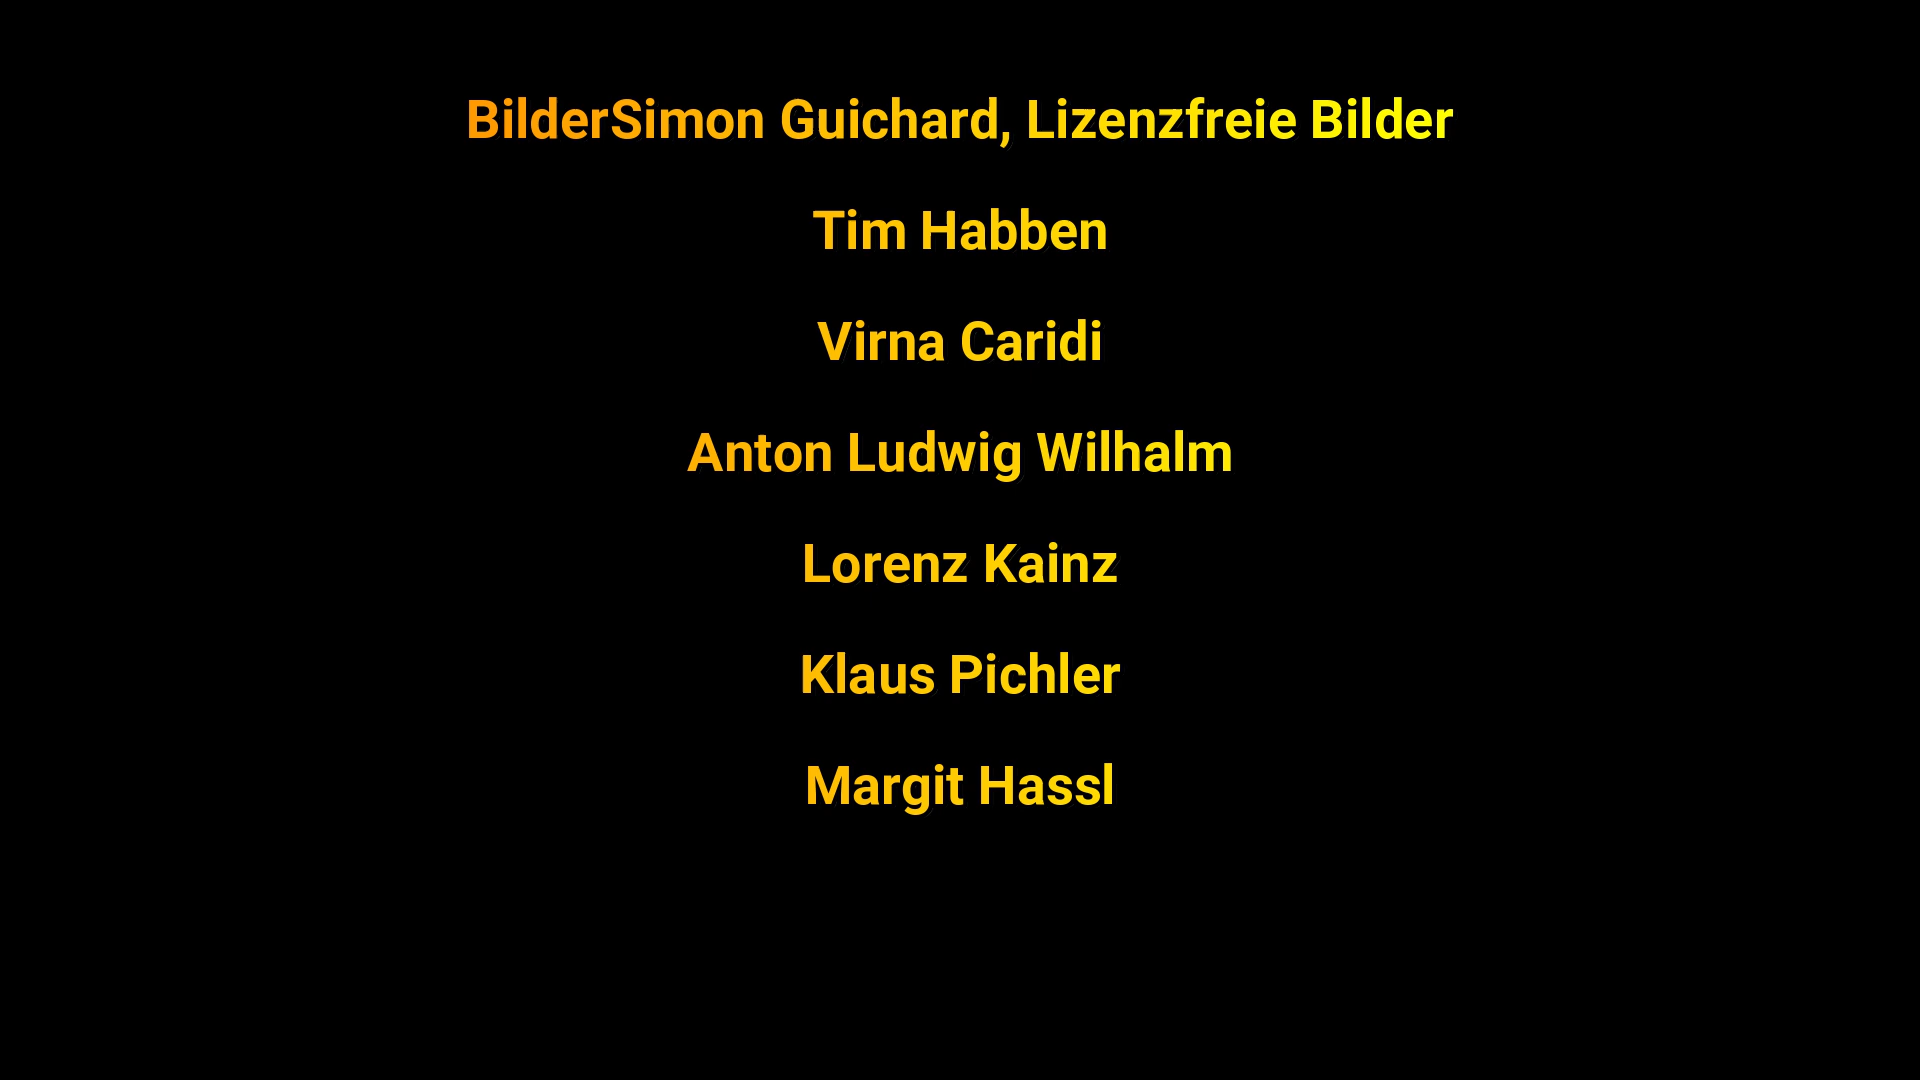 BilderSimon Guichard, Lizenzfreie Bilder
Tim Habben
Virna Caridi
Anton Ludwig Wilhalm
Lorenz Kainz
Klaus Pichler
Margit Hassl